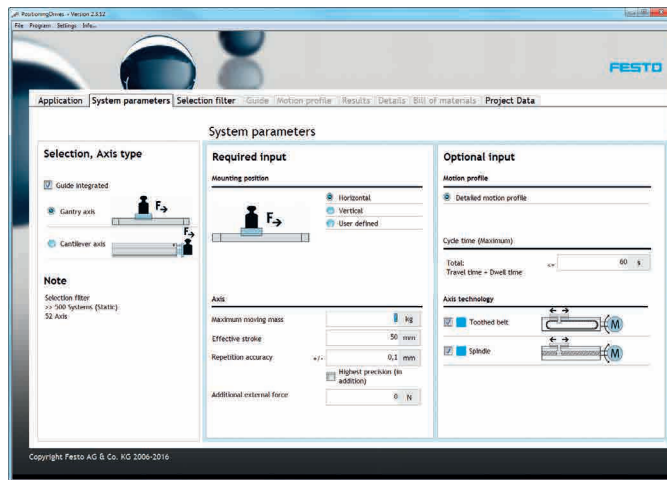 PositioningDrives - Version 2.3.12
File Program Settings Info...
FESTO
Application System parameters Selection filter Guide Motion profile Results Details Bill of materials Project Data
System parameters
Selection, Axis type
Guide integrated
Gantry axis
F
Cantilever axis
F
Note
Selection filter
>> 500 Systems (Static)
52 Axis
Required input
Mounting position
F
Horizontal
Vertical
User defined
Axis
Maximum moving mass kg
Effective stroke 50 mm
Repetition accuracy +/- 0,1 mm
Highest precision (in
addition)
Additional external force 0 N
Optional input
Motion profile
Detailed motion profile
Cycle time (Maximum)
Total: <= 60 s
Travel time + Dwell time
Axis technology
Toothed belt M
Spindle M
Copyright Festo AG & Co. KG 2006-2016